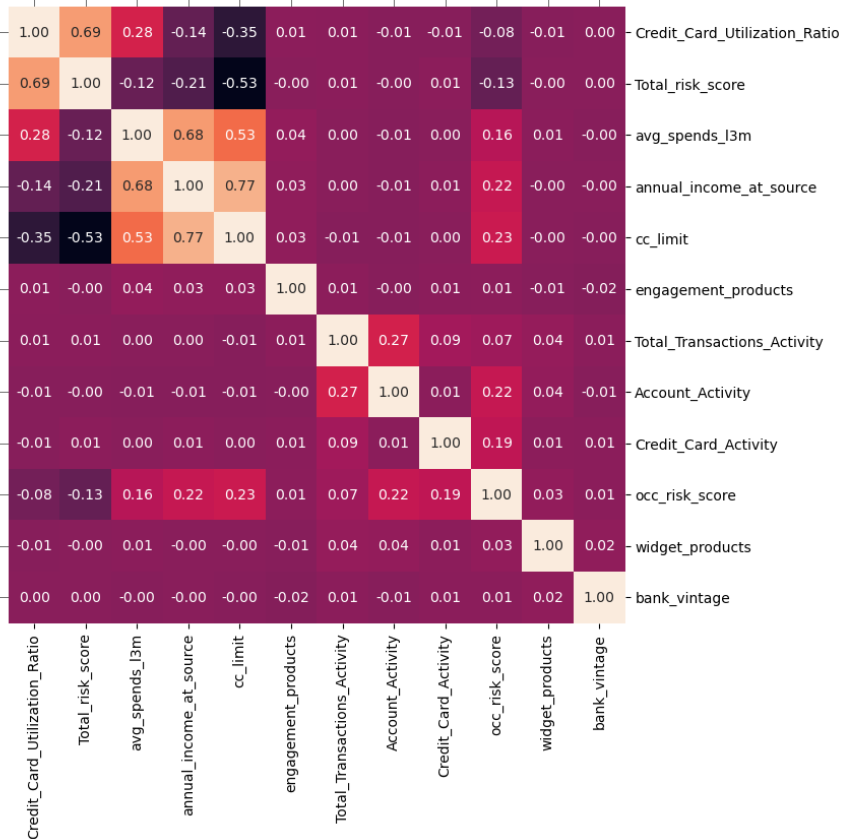 1.00 0.69 0.28 -0.14 -0.35 0.01 0.01 -0.01 -0.01 -0.08 -0.01 0.00 Credit_Card_Utilization_Ratio
0.69 1.00 -0.12 -0.21 -0.53 -0.00 0.01 -0.00 0.01 -0.13 -0.00 0.00 Total_risk_score
0.28 -0.12 1.00 0.68 0.53 0.04 0.00 -0.01 0.00 0.16 0.01 -0.00 avg_spends_l3m
-0.14 -0.21 0.68 1.00 0.77 0.03 0.00 -0.01 0.01 0.22 -0.00 -0.00 annual_income_at_source
-0.35 -0.53 0.53 0.77 1.00 0.03 -0.01 -0.01 0.00 0.23 -0.00 -0.00 cc_limit
0.01 -0.00 0.04 0.03 0.03 1.00 0.01 -0.00 0.01 0.01 -0.01 -0.02 engagement_products
0.01 0.01 0.00 0.00 -0.01 0.01 1.00 0.27 0.09 0.07 0.04 0.01 Total_Transactions_Activity
-0.01 -0.00 -0.01 -0.01 -0.01 -0.00 0.27 1.00 0.01 0.22 0.04 -0.01 Account_Activity
-0.01 0.01 0.00 0.01 0.00 0.01 0.09 0.01 1.00 0.19 0.01 0.01 Credit_Card_Activity
-0.08 -0.13 0.16 0.22 0.23 0.01 0.07 0.22 0.19 1.00 0.03 0.01 occ_risk_score
-0.01 -0.00 0.01 -0.00 -0.00 -0.01 0.04 0.04 0.01 0.03 1.00 0.02 widget_products
0.00 0.00 -0.00 -0.00 -0.00 -0.02 0.01 -0.01 0.01 0.01 0.02 1.00 bank_vintage
Credit_Card_Utilization_Ratio
Total_risk_score
avg_spends_l3m
annual_income_at_source
cc_limit
engagement_products
Total_Transactions_Activity
Account_Activity
Credit_Card_Activity
occ_risk_score
widget_products
bank_vintage